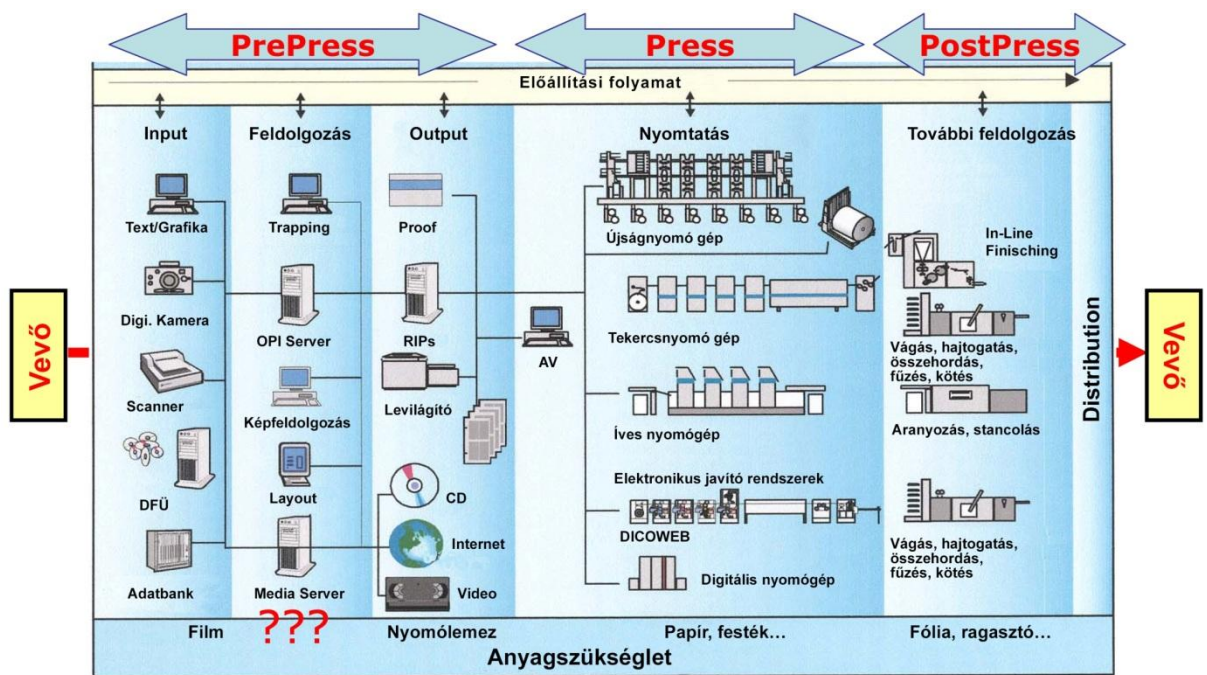 PrePress
Press
PostPress
Előállítási folyamat
Input
Feldolgozás
Output
Nyomtatás
További feldolgozás
Text/Grafika
Digi. Kamera
Scanner
DFÜ
Adatbank
Trapping
OPI Server
Képfeldolgozás
Layout
Media Server
Proof
RIPs
Levilágító
CD
Internet
Video
AV
Újságnyomó gép
Tekercsnyomó gép
Íves nyomógép
Elektronikus javító rendszerek
DICOWEB
Digitális nyomógép
In-Line
Finisching
Vágás, hajtogatás,
összehordás,
fűzés, kötés
Aranyozás, stancolás
Vágás, hajtogatás,
összehordás,
fűzés, kötés
Distribution
Vevő
Vevő
Film
???
Nyomólemez
Papír, festék...
Fólia, ragasztó...
Anyagszükséglet